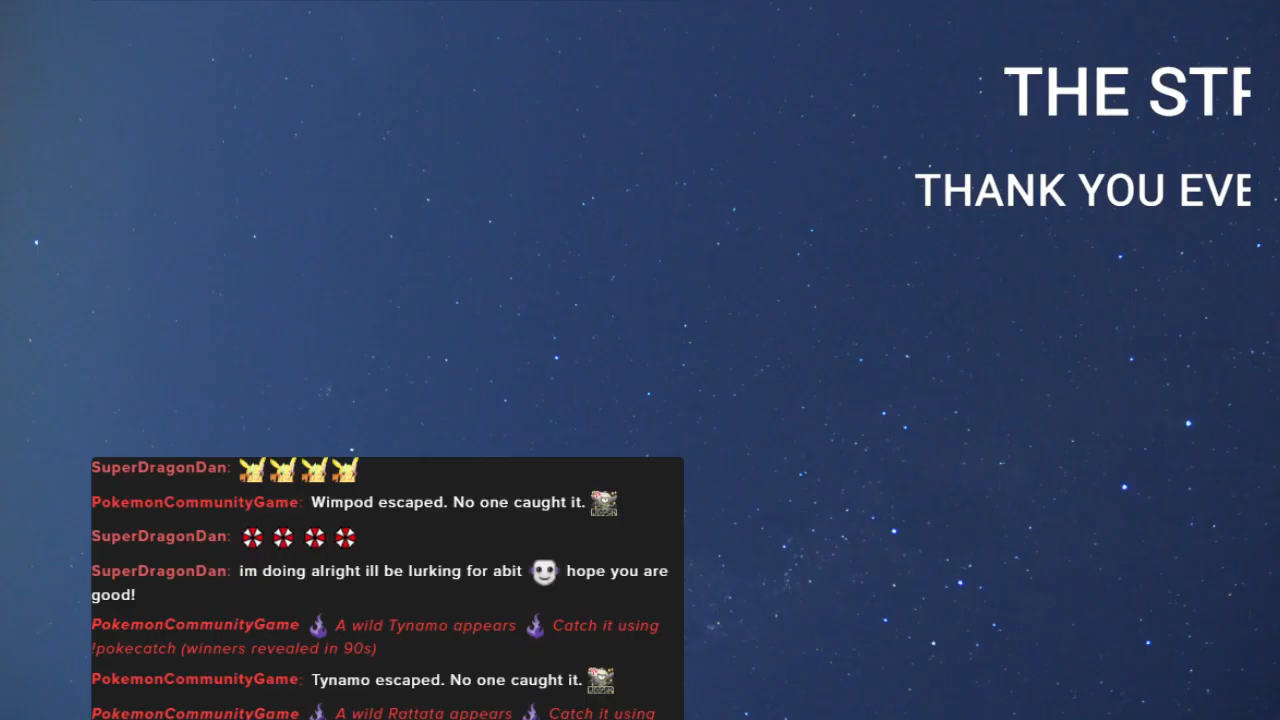 THE STR
THANK YOU EVE
SuperDragonDan:
PokemonCommunityGame: Wimpod escaped. No one caught it.
SuperDragonDan:
SuperDragonDan: im doing alright ill be lurking for abit hope you are
good!
PokemonCommunityGame A wild Tynamo appears Catch it using
!pokecatch (winners revealed in 90s)
PokemonCommunityGame: Tynamo escaped. No one caught it.
PokemonCommunityGame A wild Rattata appears Catch it using